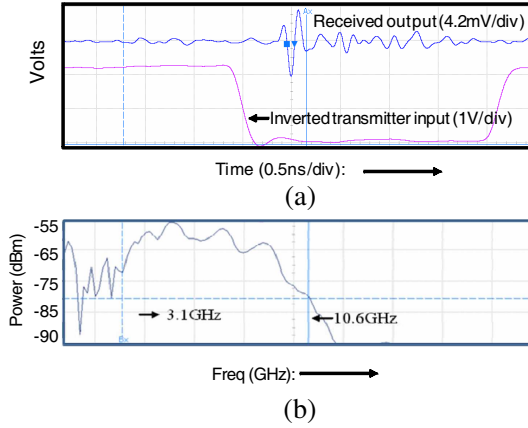 Received output (4.2mV/div)
Volts
Inverted transmitter input (1V/div)
Time (0.5ns/div):
(a)
-55
-65
-75
-85
-90
Power (dBm)
3.1GHz
10.6GHz
Freq (GHz):
(b)